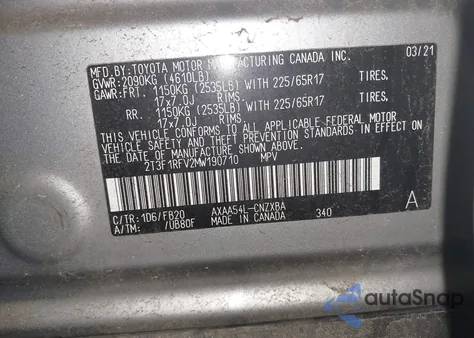 MFD.BY:TOYOTA MOTOR MANUFACTURING CANADA INC. 03/21
GVWR:2090KG (4610LB)
GAWR:FRT. 1150KG (2535LB) WITH 225/65R17 TIRES.
17x7.0J RIMS
RR. 1150KG (2535LB) WITH 225/65R17 TIRES.
17x7.0J RIMS
THIS VEHICLE CONFORMS TO ALL APPLICABLE FEDERAL MOTOR
VEHICLE SAFETY AND BUMPER STANDARDS IN EFFECT ON THE
DATE OF MANUFACTURE SHOWN ABOVE.
2T3F1RFV2MW190710 MPV
C/TR:1D6/FB20 AXAA54L-CNZXBA
A/TM: /UB80F MADE IN CANADA 340 A
autoSnap